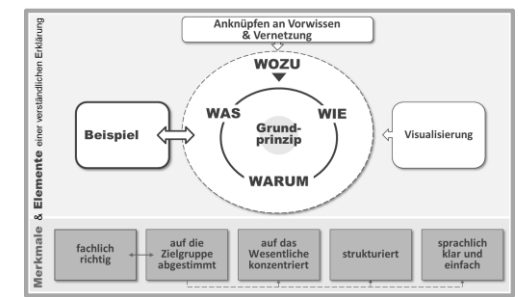 Anknüpfen an Vorwissen
& Vernetzung
WOZU
WAS
WIE
Grund-
prinzip
WARUM
Beispiel
Visualisierung
Merkmale & Elemente einer verständlichen Erklärung
fachlich
richtig
auf die
Zielgruppe
abgestimmt
auf das
Wesentliche
konzentriert
strukturiert
sprachlich
klar und
einfach